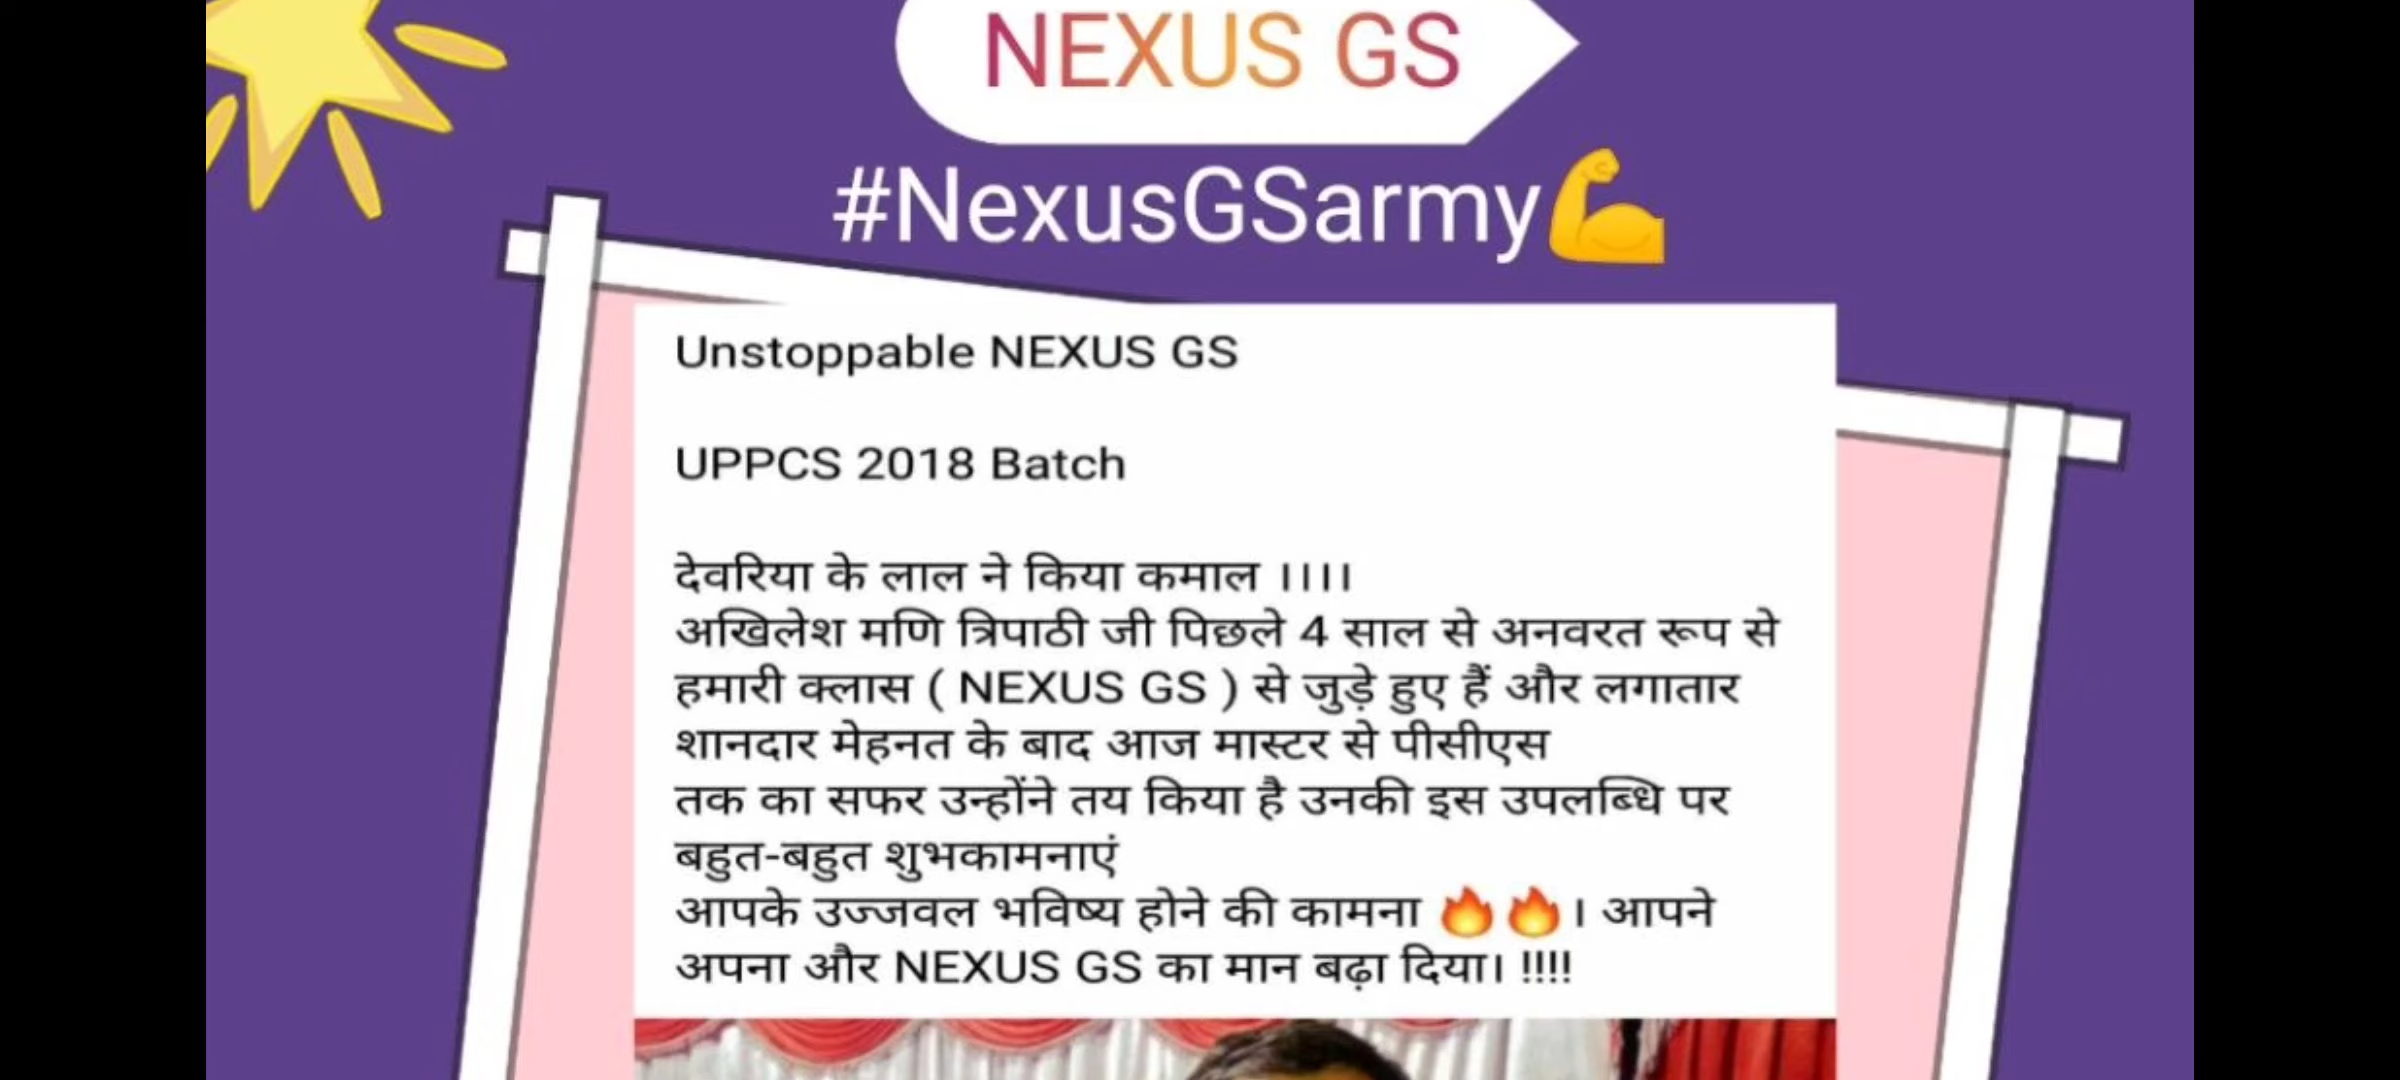 NEXUS GS
#NexusGSarmy💪
Unstoppable NEXUS GS
UPPCS 2018 Batch
देवरिया के लाल ने किया कमाल ।।।।
अखिलेश मणि त्रिपाठी जी पिछले 4 साल से अनवरत रूप से
हमारी क्लास ( NEXUS GS ) से जुड़े हुए हैं और लगातार
शानदार मेहनत के बाद आज मास्टर से पीसीएस
तक का सफर उन्होंने तय किया है उनकी इस उपलब्धि पर
बहुत-बहुत शुभकामनाएं
आपके उज्जवल भविष्य होने की कामना 🔥🔥। आपने
अपना और NEXUS GS का मान बढ़ा दिया। !!!!